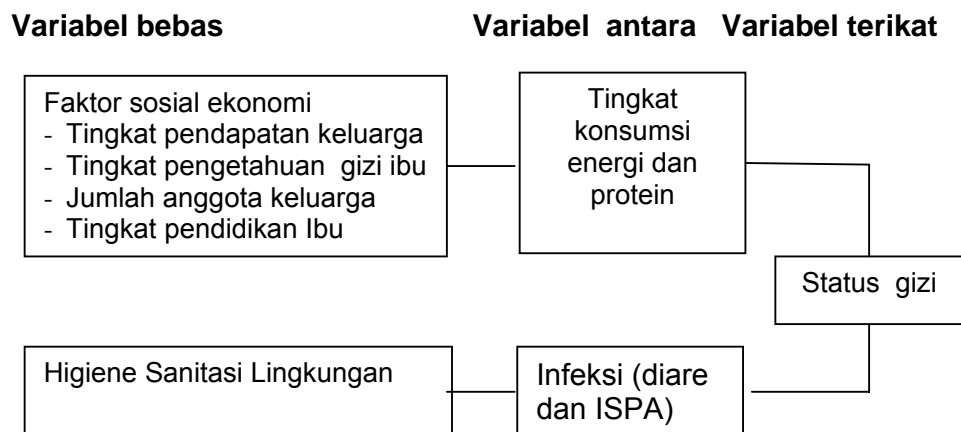 Variabel bebas Variabel antara Variabel terikat
Faktor sosial ekonomi
- Tingkat pendapatan keluarga
- Tingkat pengetahuan gizi ibu
- Jumlah anggota keluarga
- Tingkat pendidikan Ibu
Tingkat
konsumsi
energi dan
protein
Status gizi
Higiene Sanitasi Lingkungan
Infeksi (diare
dan ISPA)